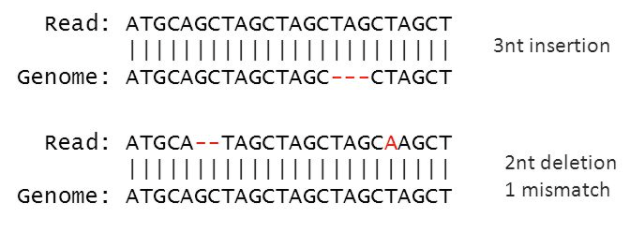 Read: ATGCAGCTAGCTAGCTAGCTAGCT
||||||||||||||||||||||||
3nt insertion
Genome: ATGCAGCTAGCTAGC---CTAGCT
Read: ATGCA--TAGCTAGCTAGCAAGCT
||||||||||||||||||||||||
2nt deletion
Genome: ATGCAGCTAGCTAGCTAGCTAGCT
1 mismatch